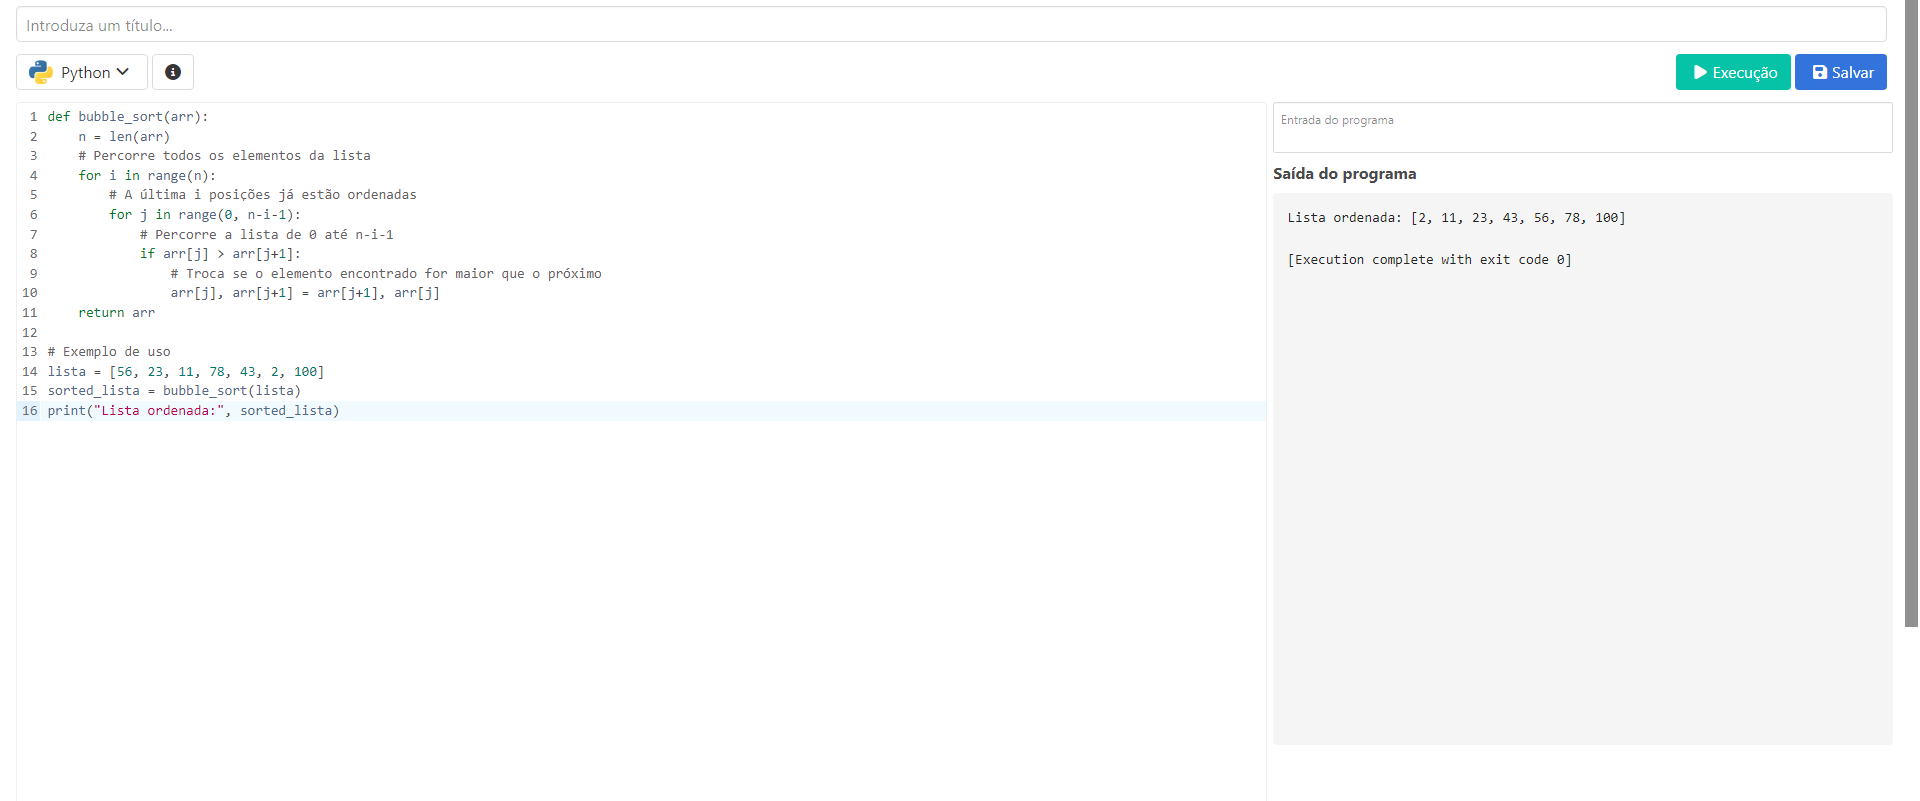 Introduza um título...
Python
Execução
Salvar
1 def bubble_sort(arr):
2     n = len(arr)
3     # Percorre todos os elementos da lista
4     for i in range(n):
5         # A última i posições já estão ordenadas
6         for j in range(0, n-i-1):
7             # Percorre a lista de 0 até n-i-1
8             if arr[j] > arr[j+1]:
9                 # Troca se o elemento encontrado for maior que o próximo
10                 arr[j], arr[j+1] = arr[j+1], arr[j]
11     return arr
12
13 # Exemplo de uso
14 lista = [56, 23, 11, 78, 43, 2, 100]
15 sorted_lista = bubble_sort(lista)
16 print("Lista ordenada:", sorted_lista)
Entrada do programa
Saída do programa
Lista ordenada: [2, 11, 23, 43, 56, 78, 100]
[Execution complete with exit code 0]